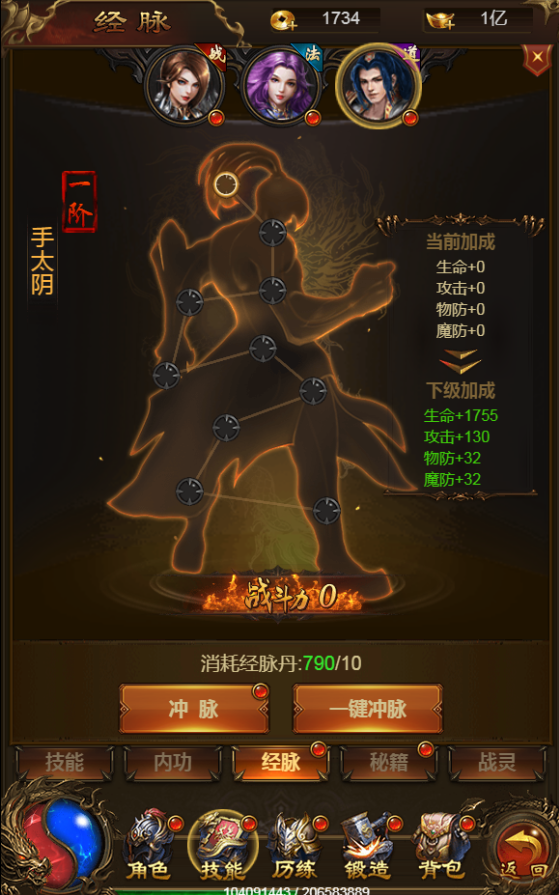 经脉
1734
1亿
战
法
道
一阶
手太阴
当前加成
生命+0
攻击+0
物防+0
魔防+0
下级加成
生命+1755
攻击+130
物防+32
魔防+32
战斗力 0
消耗经脉丹:790/10
冲 脉
一键冲脉
技能
内功
经脉
秘籍
战灵
角色
技能
历练
锻造
背包
返回
104091443 / 206583889